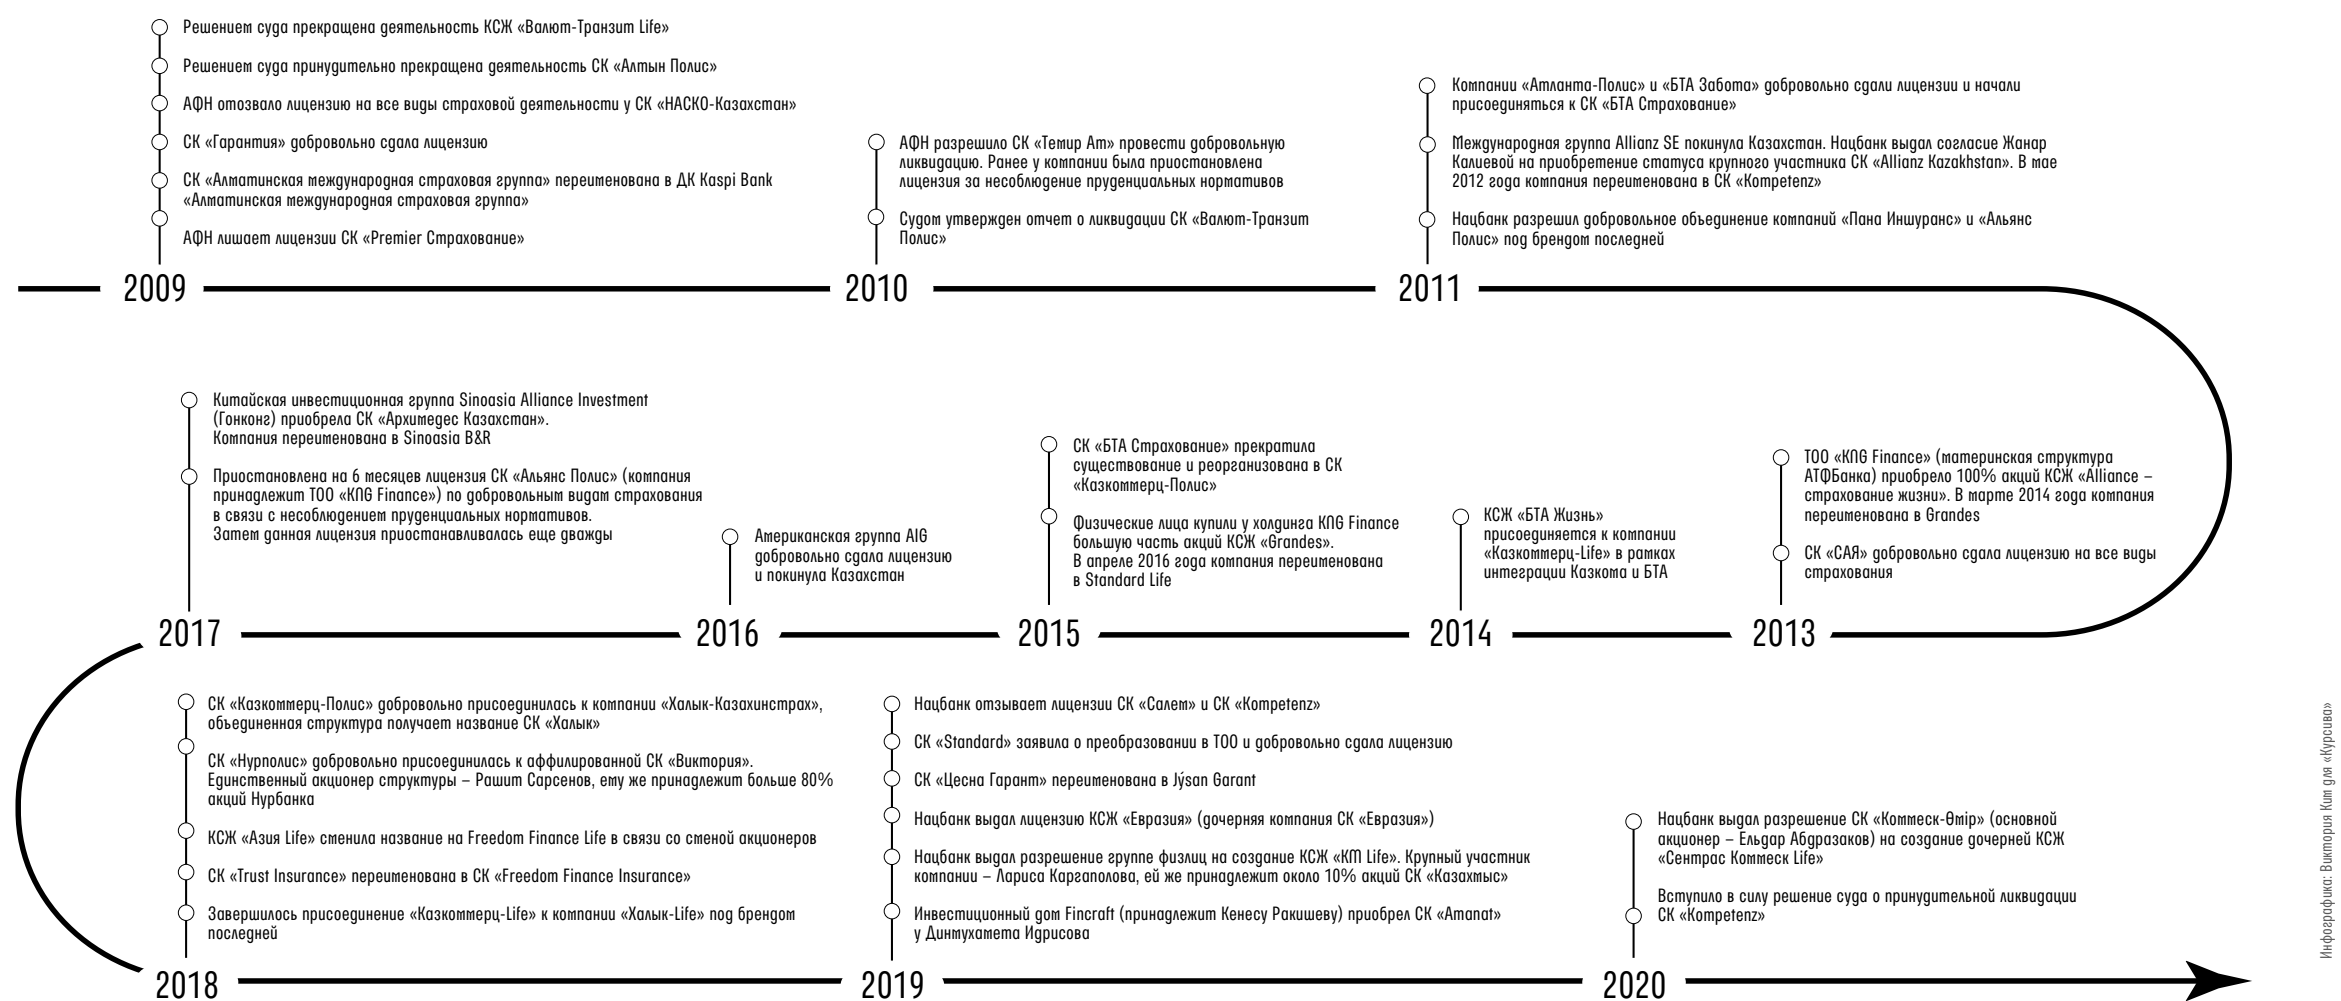 Решением суда прекращена деятельность КСЖ «Валют-Транзит Life»
Решением суда принудительно прекращена деятельность СК «Алтын Полис»
АФН отозвало лицензию на все виды страховой деятельности у СК «НАСКО-Казахстан»
СК «Гарантия» добровольно сдала лицензию
СК «Алматинская международная страховая группа» переименована в ДК Kaspi Bank
«Алматинская международная страховая группа»
АФН лишает лицензии СК «Premier Страхование»
2009
АФН разрешило СК «Темир Ат» провести добровольную
ликвидацию. Ранее у компании была приостановлена
лицензия за несоблюдение пруденциальных нормативов
Судом утвержден отчет о ликвидации СК «Валют-Транзит
Полис»
2010
Компании «Атланта-Полис» и «БТА Забота» добровольно сдали лицензии и начали
присоединяться к СК «БТА Страхование»
Международная группа Allianz SE покинула Казахстан. Нацбанк выдал согласие Жанар
Калиевой на приобретение статуса крупного участника СК «Allianz Kazakhstan». В мае
2012 года компания переименована в СК «Kompetenz»
Нацбанк разрешил добровольное объединение компаний «Пана Иншуранс» и «Альянс
Полис» под брендом последней
2011
ТОО «KNG Finance» (материнская структура
АТФБанка) приобрело 100% акций КСЖ «Alliance –
страхование жизни». В марте 2014 года компания
переименована в Grandes
СК «САЯ» добровольно сдала лицензию на все виды
страхования
2013
КСЖ «БТА Жизнь»
присоединяется к компании
«Казкоммерц-Life» в рамках
интеграции Казкома и БТА
2014
СК «БТА Страхование» прекратила
существование и реорганизована в СК
«Казкоммерц-Полис»
Физические лица купили у холдинга KNG Finance
большую часть акций КСЖ «Grandes».
В апреле 2016 года компания переименована
в Standard Life
2015
Американская группа AIG
добровольно сдала лицензию
и покинула Казахстан
2016
Китайская инвестиционная группа Sinoasia Alliance Investment
(Гонконг) приобрела СК «Архимедес Казахстан».
Компания переименована в Sinoasia B&R
Приостановлена на 6 месяцев лицензия СК «Альянс Полис» (компания
принадлежит ТОО «KNG Finance») по добровольным видам страхования
в связи с несоблюдением пруденциальных нормативов.
Затем данная лицензия приостанавливалась еще дважды
2017
СК «Казкоммерц-Полис» добровольно присоединилась к компании «Халык-Казахинстрах»,
объединенная структура получает название СК «Халык»
СК «Нурполис» добровольно присоединилась к аффилированной СК «Виктория».
Единственный акционер структуры – Рашит Сарсенов, ему же принадлежит больше 80%
акций Нурбанка
КСЖ «Азия Life» сменила название на Freedom Finance Life в связи со сменой акционеров
СК «Trust Insurance» переименована в СК «Freedom Finance Insurance»
Завершилось присоединение «Казкоммерц-Life» к компании «Халык-Life» под брендом
последней
2018
Нацбанк отзывает лицензии СК «Салем» и СК «Kompetenz»
СК «Standard» заявила о преобразовании в ТОО и добровольно сдала лицензию
СК «Цесна Гарант» переименована в Jýsan Garant
Нацбанк выдал лицензию КСЖ «Евразия» (дочерняя компания СК «Евразия»)
Нацбанк выдал разрешение группе физлиц на создание КСЖ «КМ Life». Крупный участник
компании – Лариса Каргаполова, ей же принадлежит около 10% акций СК «Казахмыс»
Инвестиционный дом Fincraft (принадлежит Кенесу Ракишеву) приобрел СК «Amanat»
у Динмухамета Идрисова
2019
Нацбанк выдал разрешение СК «Коммеск-Өмір» (основной
акционер – Ельдар Абдразаков) на создание дочерней КСЖ
«Сентрас Коммеск Life»
Вступило в силу решение суда о принудительной ликвидации
СК «Kompetenz»
2020
Инфографика: Виктория Ким для «Курсива»